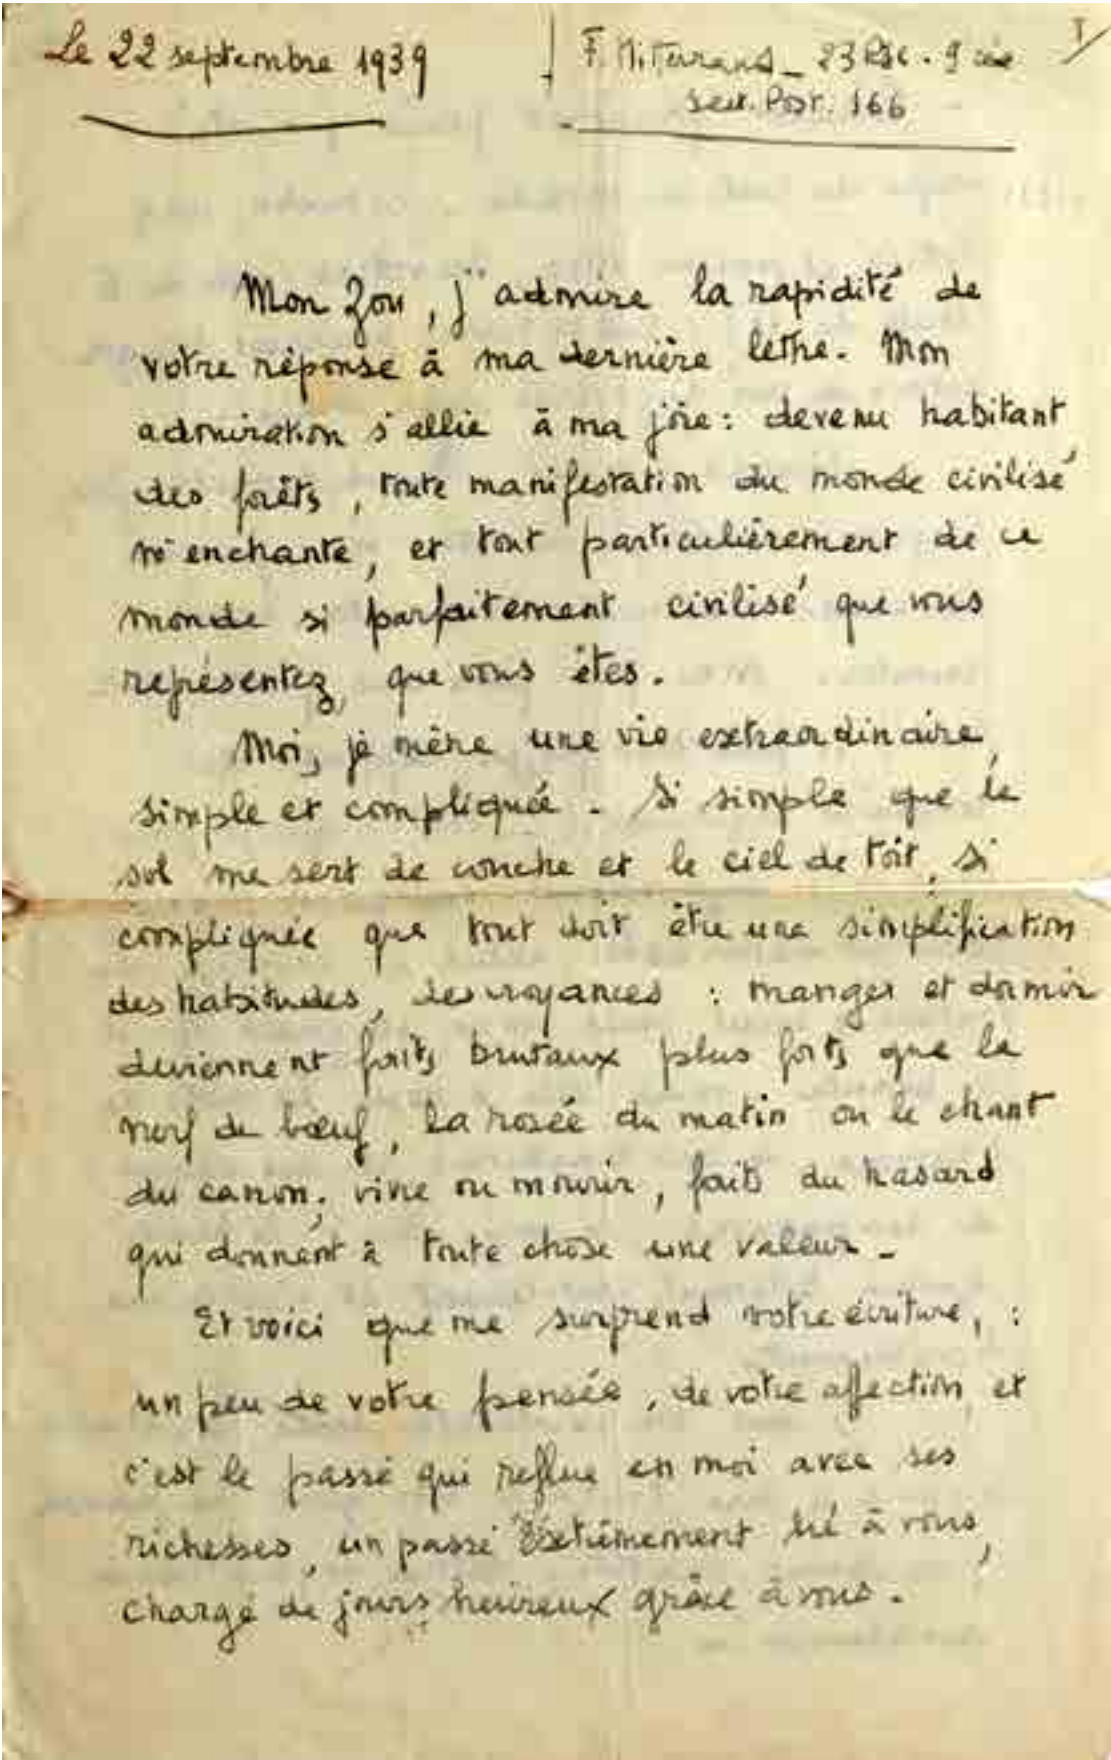 Le 22 septembre 1939
F. Mitterrand _ 23 RIC. 9 cie
Sect. Post. 166
I/
Mon Zou, j'admire la rapidité de
votre réponse à ma dernière lettre. Mon
admiration s'allie à ma joie : devenu habitant
des forêts, toute manifestation du monde civilisé
m'enchante, et tout particulièrement de ce
monde si parfaitement civilisé que vous
représentez, que vous êtes.
Moi, je mène une vie extraordinaire,
simple et compliquée. Si simple que le
sol me sert de couche et le ciel de toit, si
compliquée que tout doit être une simplification
des habitudes, des croyances : manger et dormir
deviennent faits brutaux plus forts que le
nerf de bœuf, la rosée du matin ou le chant
du canon ; vivre ou mourir, faits du hasard
qui donnent à toute chose une valeur _
Et voici que me surprend votre écriture, :
un peu de votre pensée, de votre affection, et
c'est le passé qui reflue en moi avec ses
richesses, un passé extrêmement lié à vous,
chargé de jours heureux grâce à vous.